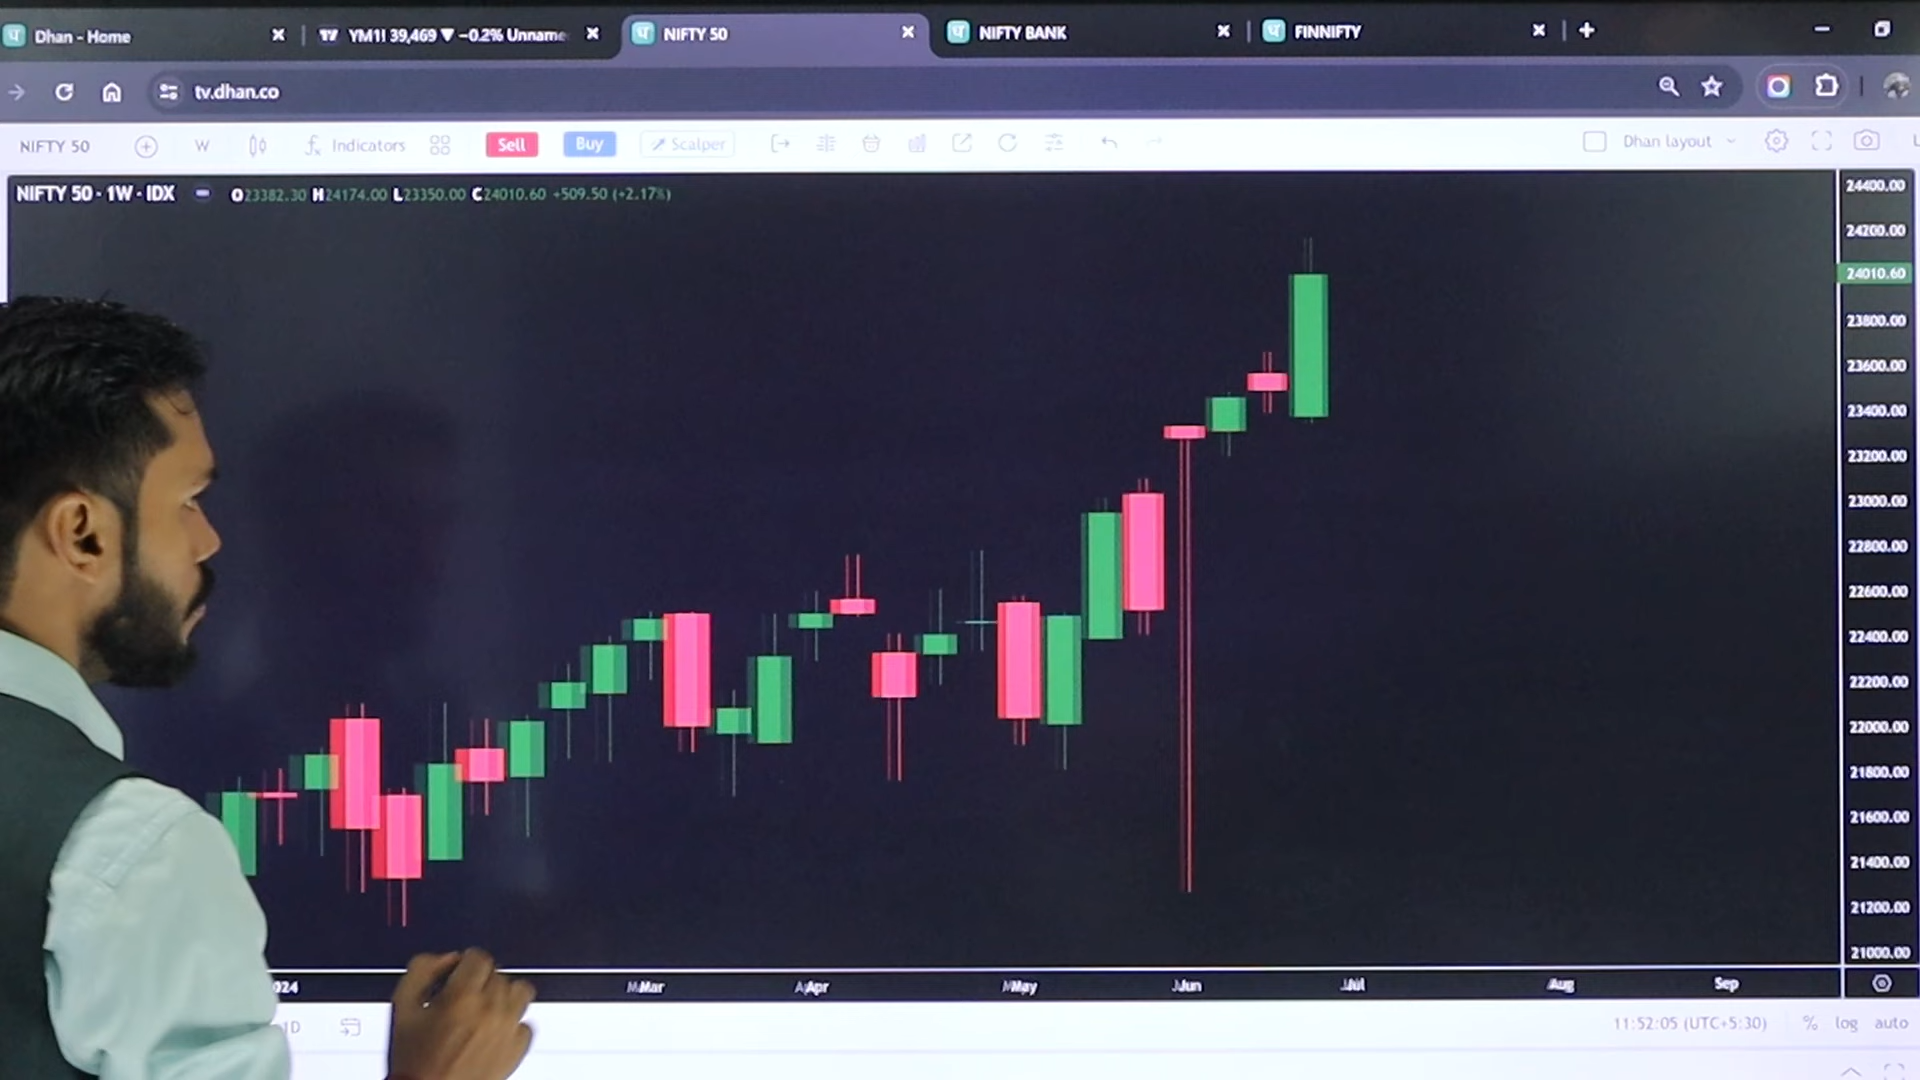 Dhan - Home
YM1! 39,469 ▼ −0.2% Unname
NIFTY 50
NIFTY BANK
FINNIFTY
tv.dhan.co
NIFTY 50
W
Indicators
Sell
Buy
Scalper
Dhan layout
NIFTY 50 · 1W · IDX
O23382.30 H24174.00 L23350.00 C24010.60 +509.50 (+2.17%)
24400.00
24200.00
24010.60
23800.00
23600.00
23400.00
23200.00
23000.00
22800.00
22600.00
22400.00
22200.00
22000.00
21800.00
21600.00
21400.00
21200.00
21000.00
024
Mar
Apr
May
Jun
Jul
Aug
Sep
1D
11:52:05 (UTC+5:30)
%
log
auto